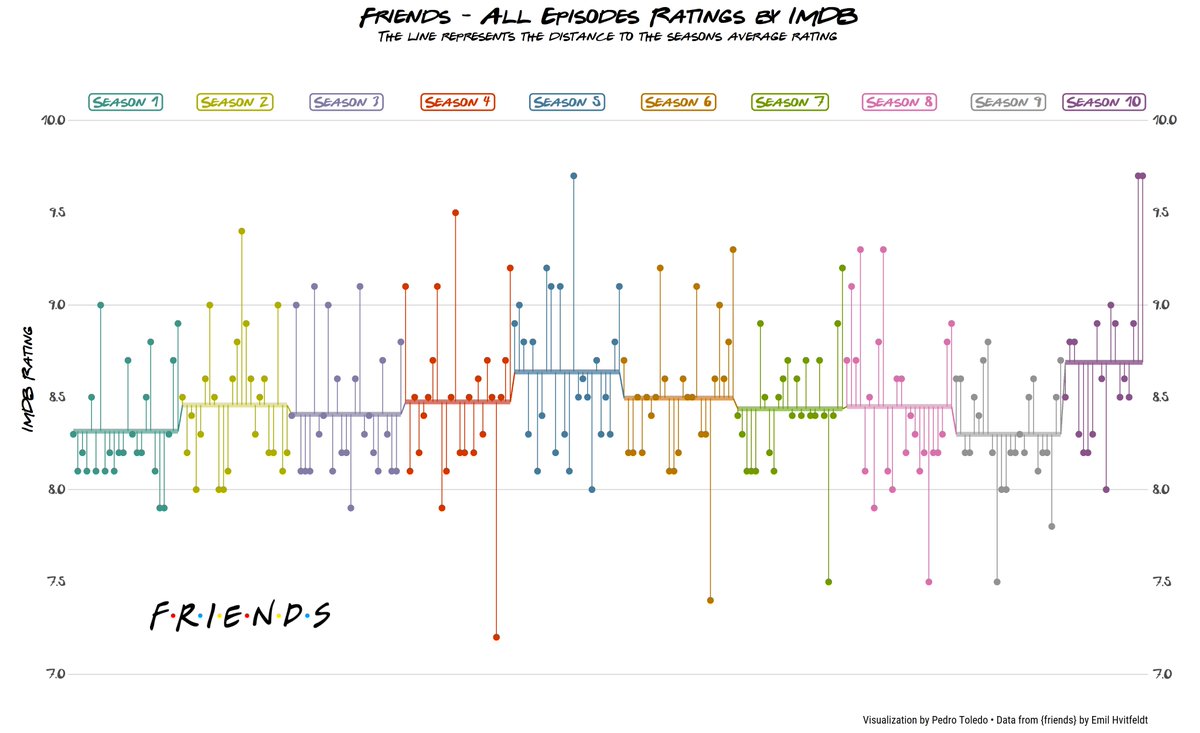 FRIENDS - ALL EPISODES RATINGS BY IMDB
THE LINE REPRESENTS THE DISTANCE TO THE SEASONS AVERAGE RATING
SEASON 1 SEASON 2 SEASON 3 SEASON 4 SEASON 5 SEASON 6 SEASON 7 SEASON 8 SEASON 9 SEASON 10
10.0 10.0
9.5 9.5
9.0 9.0
8.5 8.5
IMDB RATING
8.0 8.0
7.5 7.5
F•R•I•E•N•D•S
7.0 7.0
Visualization by Pedro Toledo • Data from {friends} by Emil Hvitfeldt